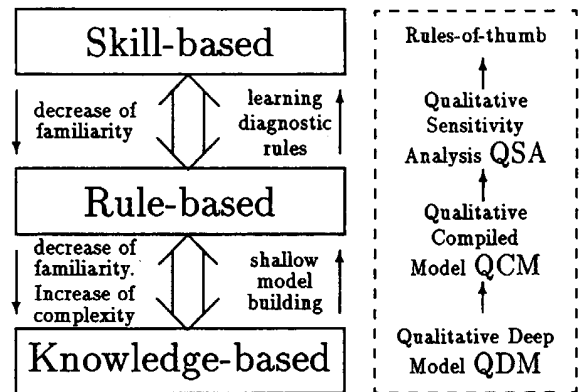 Skill-based
decrease of
familiarity
learning
diagnostic
rules
Rule-based
decrease of
familiarity.
Increase of
complexity
shallow
model
building
Knowledge-based
Rules-of-thumb
Qualitative
Sensitivity
Analysis QSA
Qualitative
Compiled
Model QCM
Qualitative Deep
Model QDM